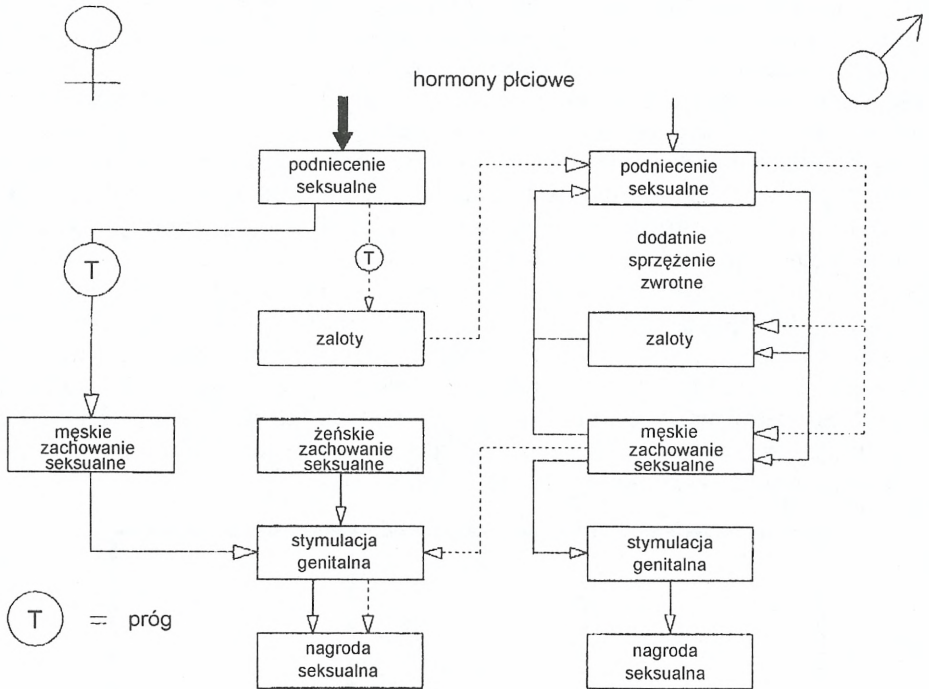 hormony płciowe
podniecenie
seksualne
podniecenie
seksualne
T
T
dodatnie
sprzężenie
zwrotne
zaloty
zaloty
męskie
zachowanie
seksualne
żeńskie
zachowanie
seksualne
męskie
zachowanie
seksualne
stymulacja
genitalna
stymulacja
genitalna
T = próg
nagroda
seksualna
nagroda
seksualna